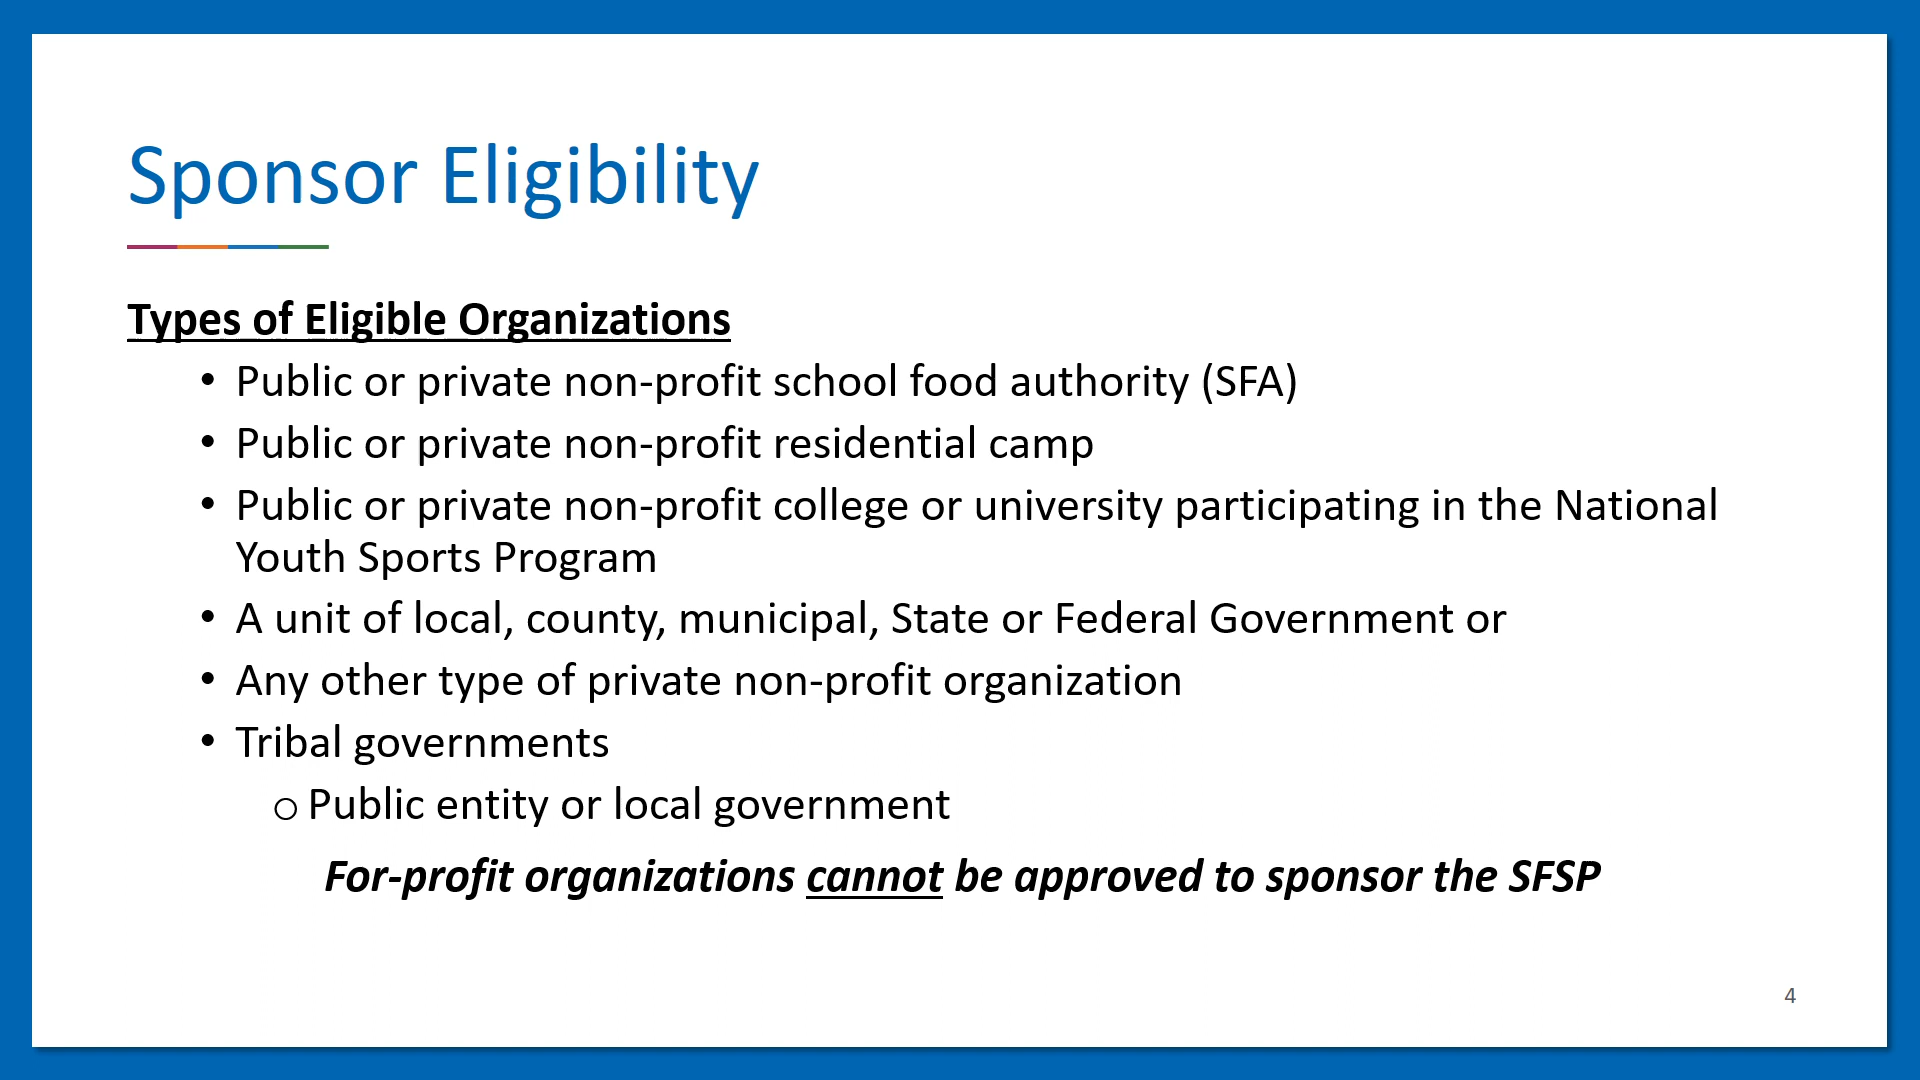 Sponsor Eligibility
Types of Eligible Organizations
• Public or private non-profit school food authority (SFA)
• Public or private non-profit residential camp
• Public or private non-profit college or university participating in the National
Youth Sports Program
• A unit of local, county, municipal, State or Federal Government or
• Any other type of private non-profit organization
• Tribal governments
o Public entity or local government
For-profit organizations cannot be approved to sponsor the SFSP
4